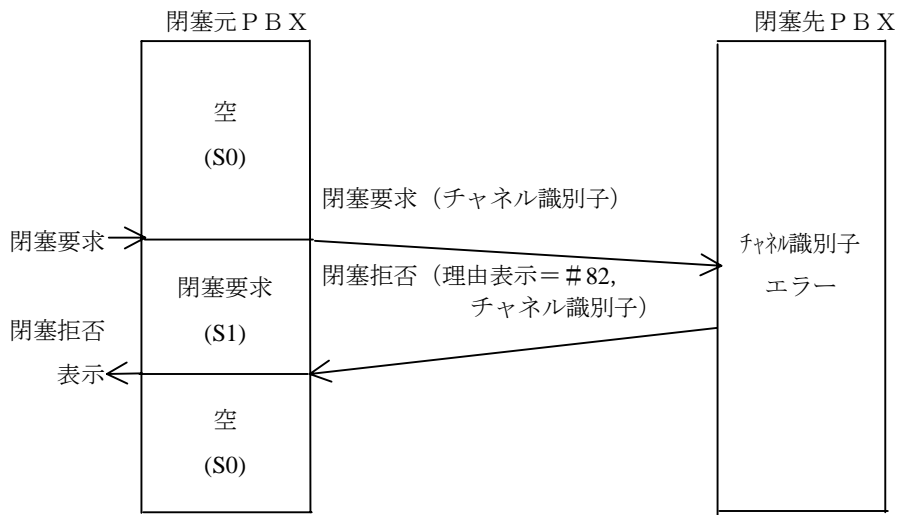 閉塞元ＰＢＸ
閉塞先ＰＢＸ
空
(S0)
閉塞要求（チャネル識別子）
閉塞要求
閉塞拒否（理由表示＝＃82,
チャネル識別子）
ﾁｬﾈﾙ識別子
エラー
閉塞要求
(S1)
閉塞拒否
表示
空
(S0)